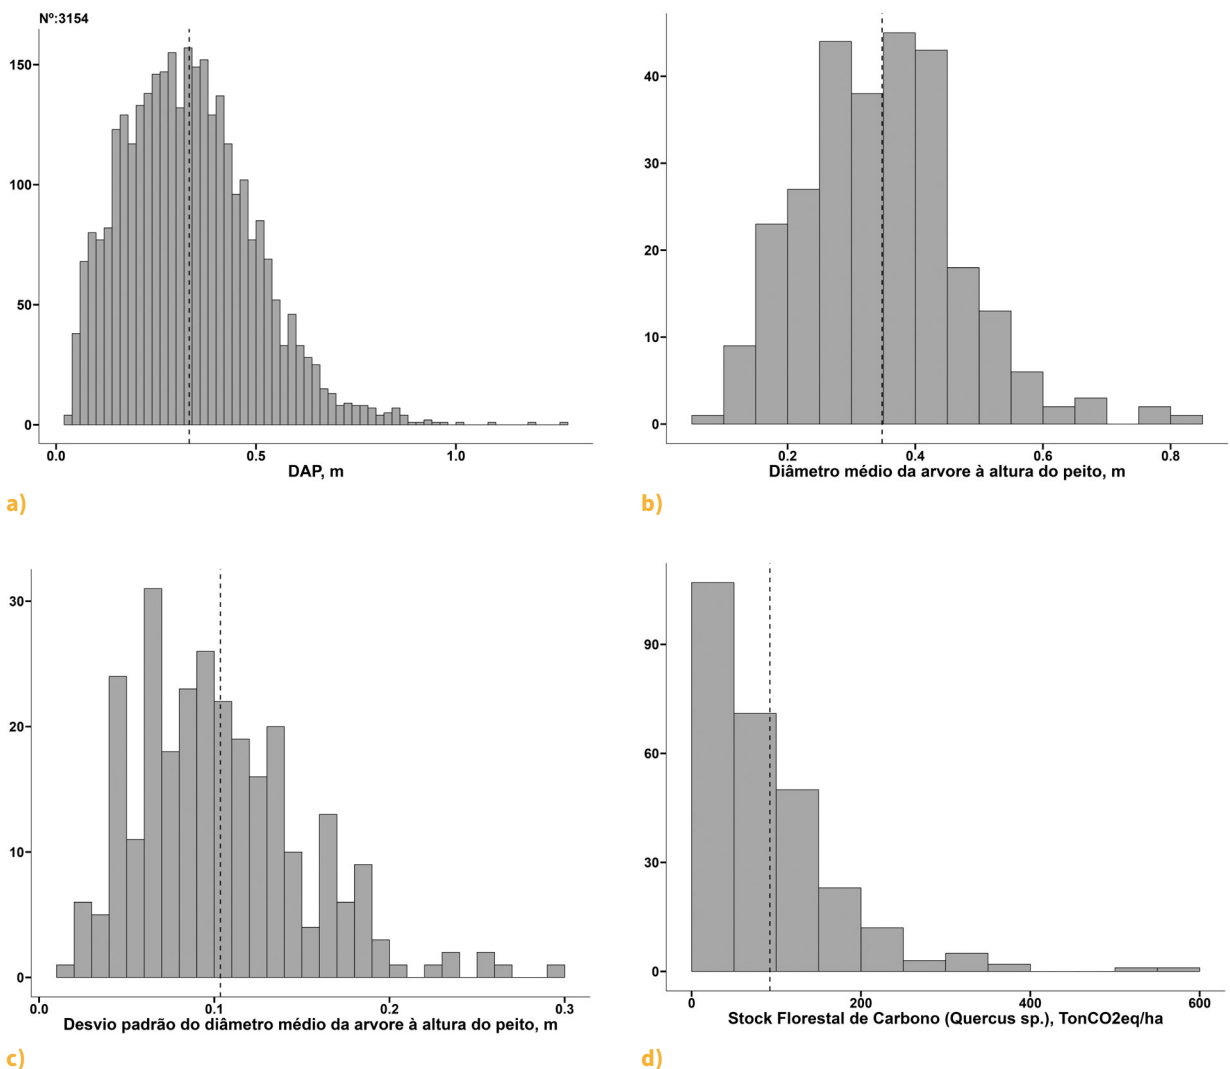 Nº:3154
150
100
50
0
0.0 0.5 1.0
DAP, m
a)
40
30
20
10
0
0.2 0.4 0.6 0.8
Diâmetro médio da arvore à altura do peito, m
b)
30
20
10
0
0.0 0.1 0.2 0.3
Desvio padrão do diâmetro médio da arvore à altura do peito, m
c)
90
60
30
0
0 200 400 600
Stock Florestal de Carbono (Quercus sp.), TonCO2eq/ha
d)